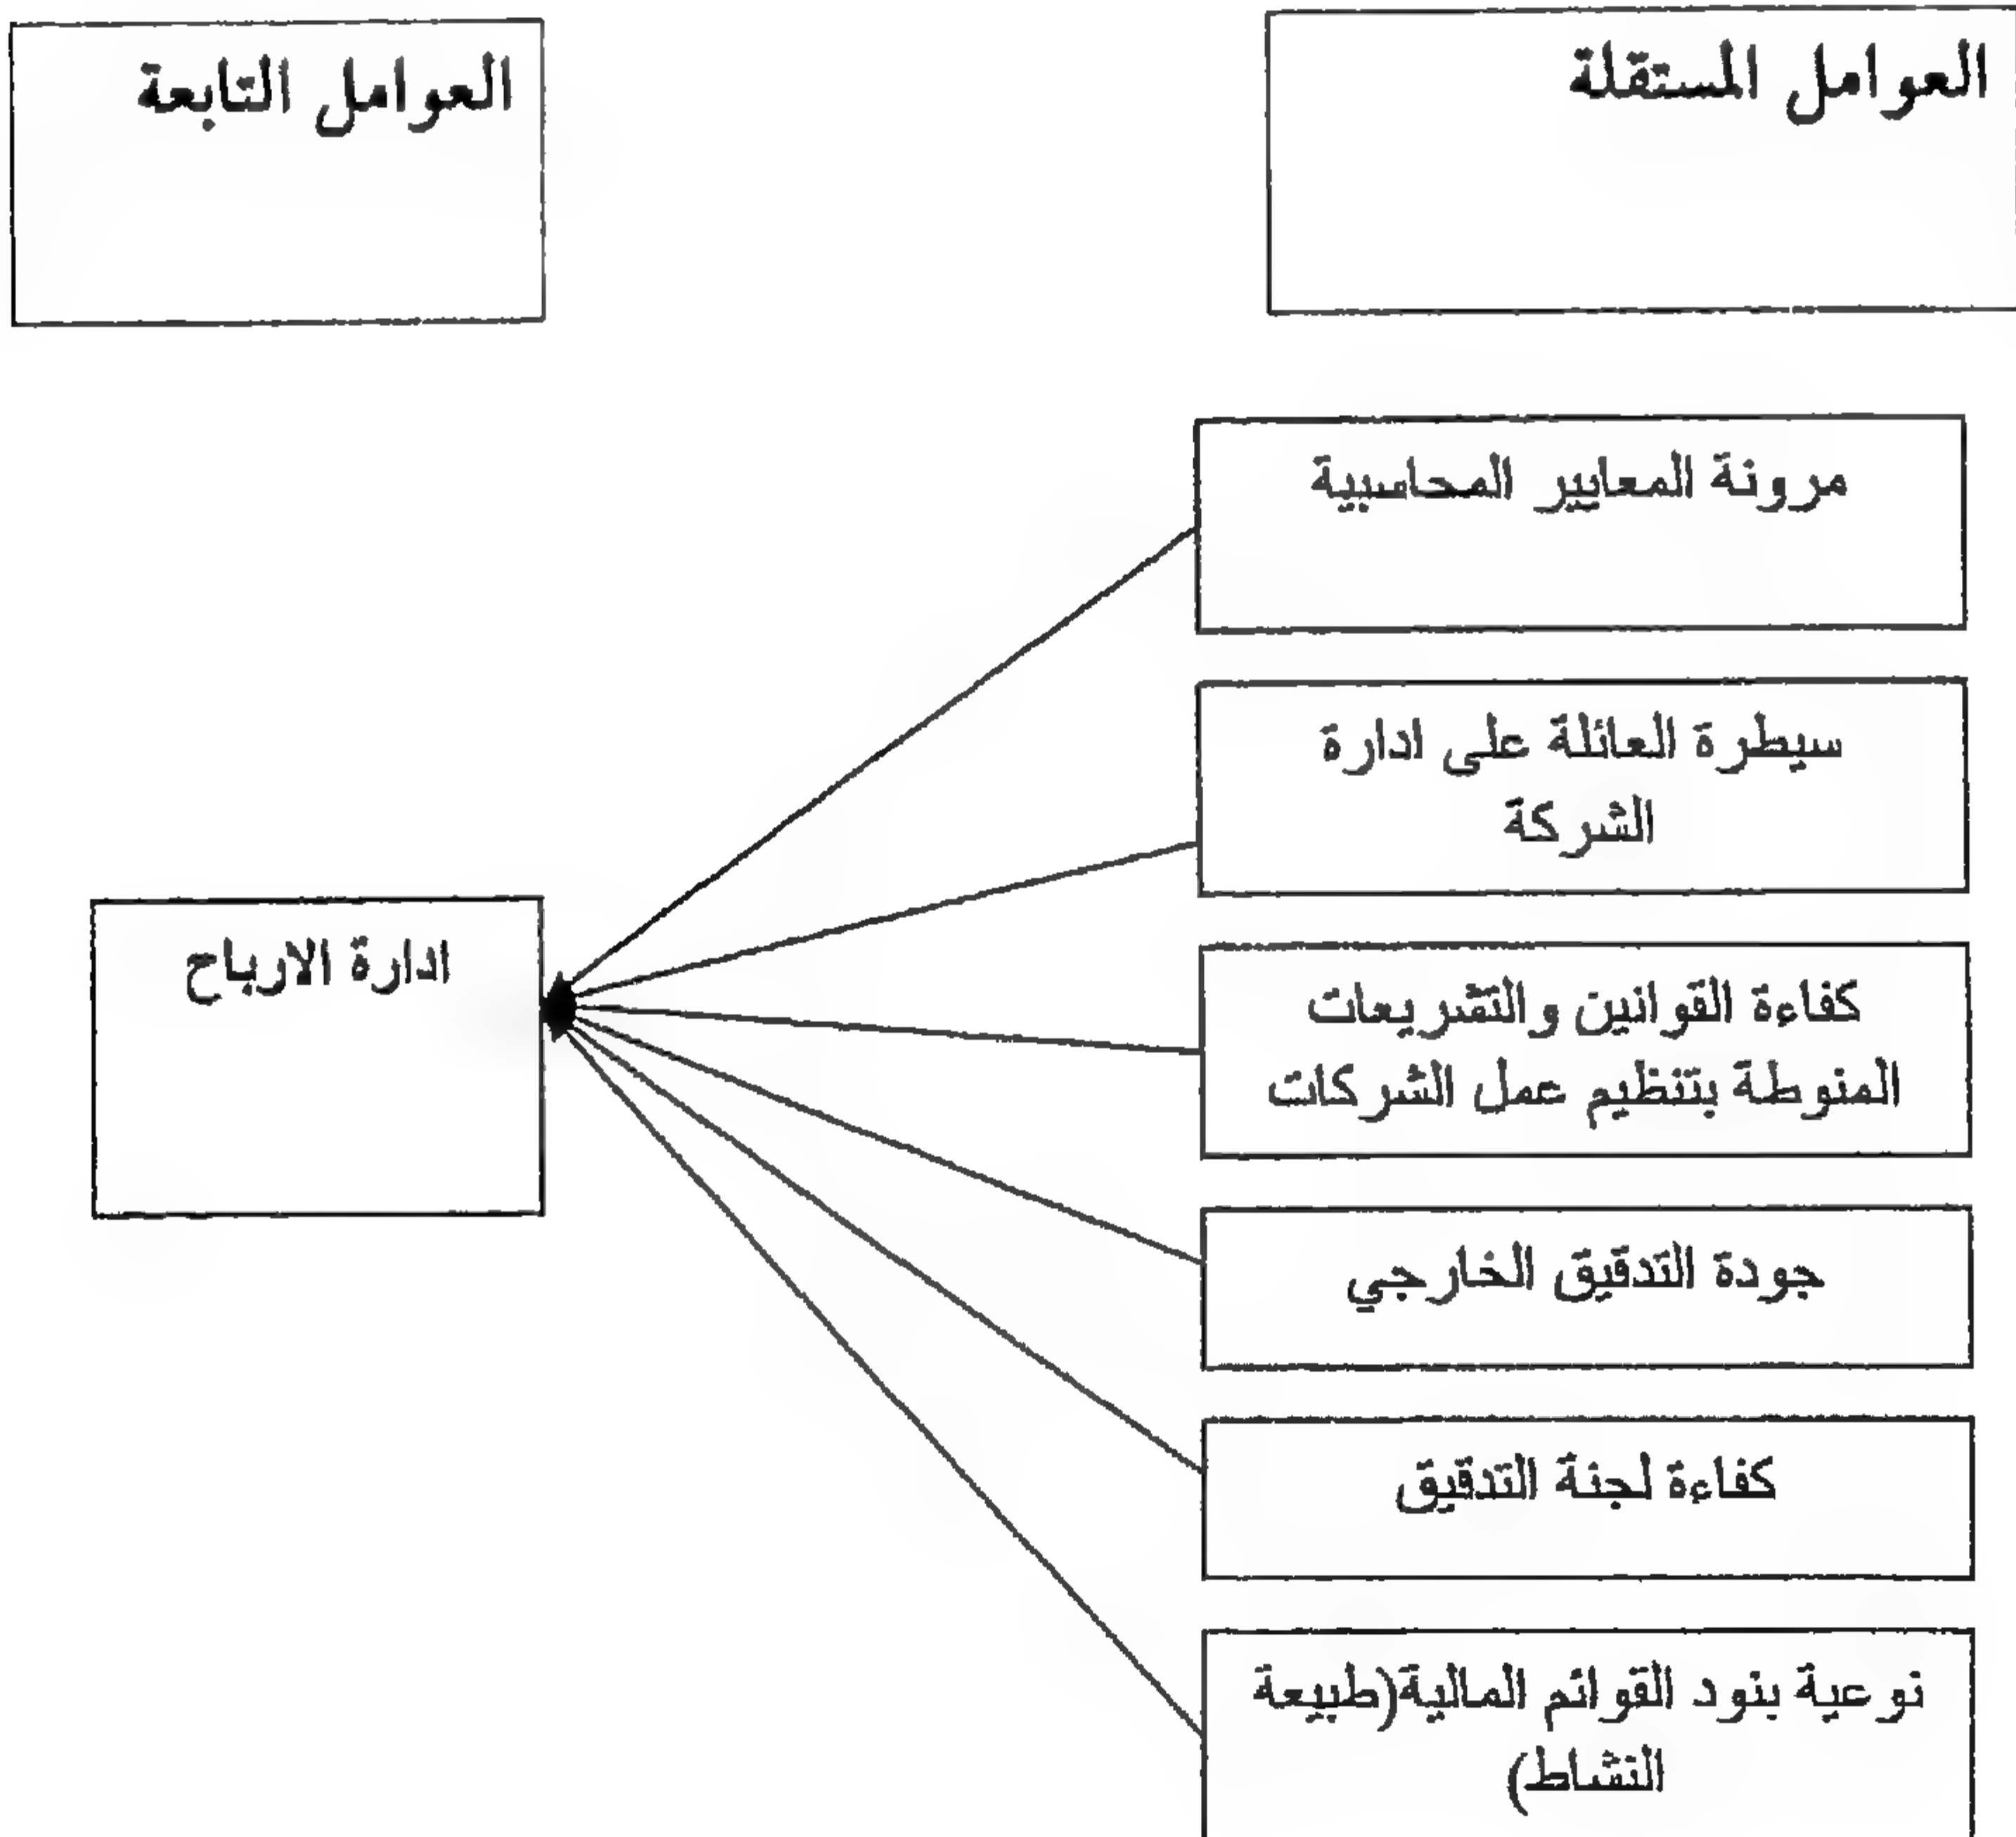 العوامل المستقلة
العوامل التابعة
مرونة المعايير المحاسبية
سيطرة العائلة على ادارة
الشركة
كفاءة القوانين والتشريعات
المنوطة بتنظيم عمل الشركات
جودة التدقيق الخارجي
كفاءة لجنة التدقيق
نوعية بنود القوائم المالية(طبيعة
النشاط)
ادارة الارباح